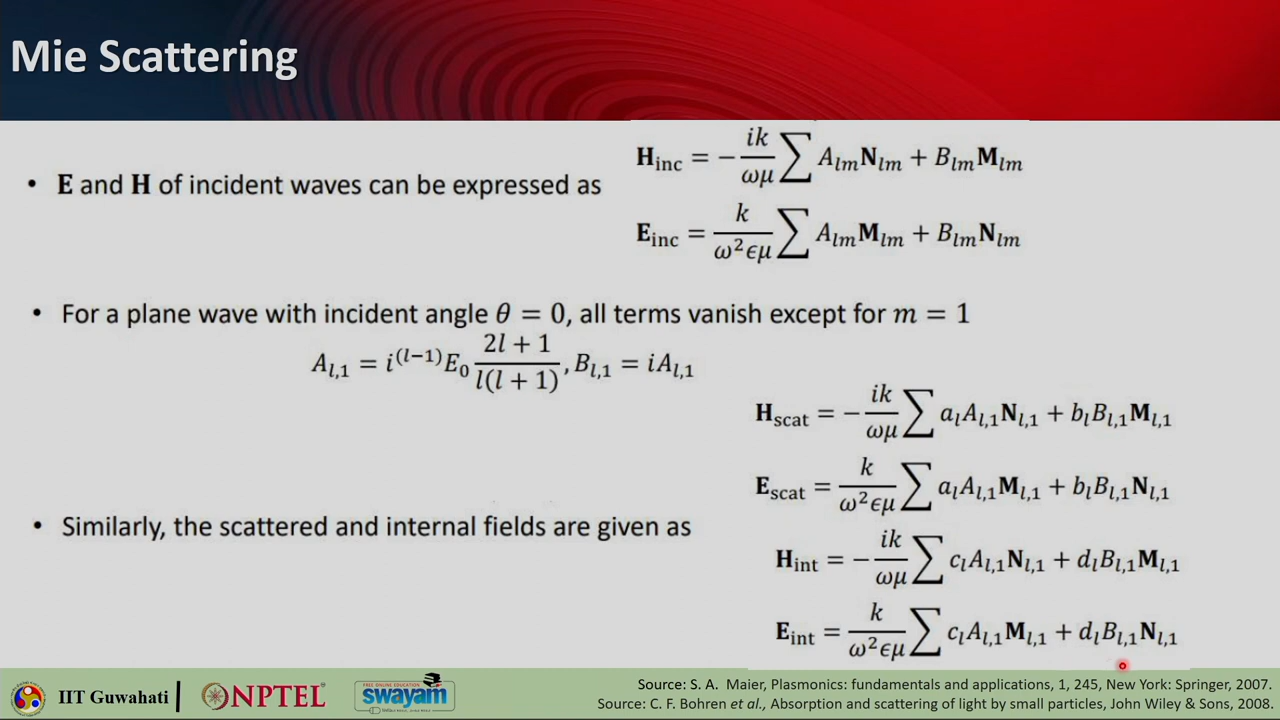 Mie Scattering
• E and H of incident waves can be expressed as
H_inc = −(ik/ωμ) ∑ A_lm N_lm + B_lm M_lm
E_inc = (k/ω²ϵμ) ∑ A_lm M_lm + B_lm N_lm
• For a plane wave with incident angle θ = 0, all terms vanish except for m = 1
A_l,1 = i^(l−1) E_0 (2l + 1)/(l(l + 1)), B_l,1 = iA_l,1
• Similarly, the scattered and internal fields are given as
H_scat = −(ik/ωμ) ∑ a_l A_l,1 N_l,1 + b_l B_l,1 M_l,1
E_scat = (k/ω²ϵμ) ∑ a_l A_l,1 M_l,1 + b_l B_l,1 N_l,1
H_int = −(ik/ωμ) ∑ c_l A_l,1 N_l,1 + d_l B_l,1 M_l,1
E_int = (k/ω²ϵμ) ∑ c_l A_l,1 M_l,1 + d_l B_l,1 N_l,1
IIT Guwahati
NPTEL
FREE ONLINE EDUCATION
swayam
Source: S. A. Maier, Plasmonics fundamentals and applications, 1, 245, New York: Springer, 2007.
Source: C. F. Bohren et al., Absorption and scattering of light by small particles, John Wiley & Sons, 2008.